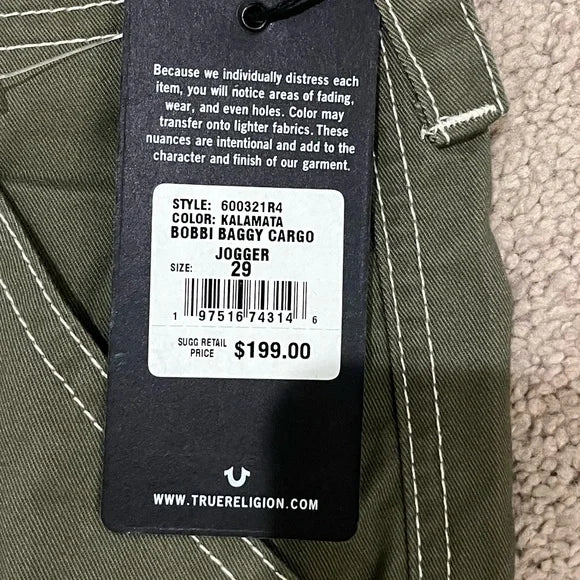 Because we individually distress each
item, you will notice areas of fading,
wear, and even holes. Color may
transfer onto lighter fabrics. These
nuances are intentional and add to the
character and finish of our garment.
STYLE: 600321R4
COLOR: KALAMATA
BOBBI BAGGY CARGO
JOGGER
SIZE: 29
1 97516 74314 6
SUGG RETAIL
PRICE $199.00
WWW.TRUERELIGION.COM